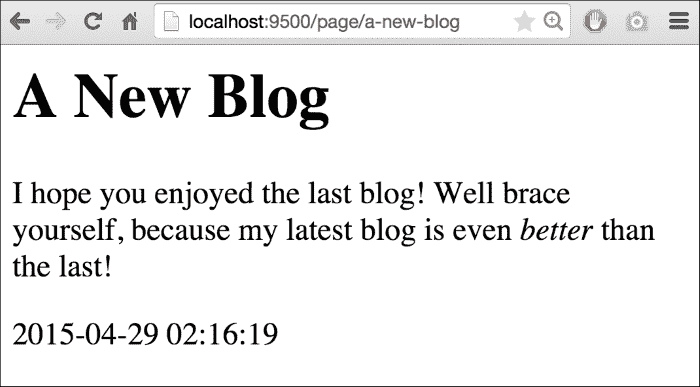 localhost:9500/page/a-new-blog
A New Blog
I hope you enjoyed the last blog! Well brace
yourself, because my latest blog is even better than
the last!
2015-04-29 02:16:19